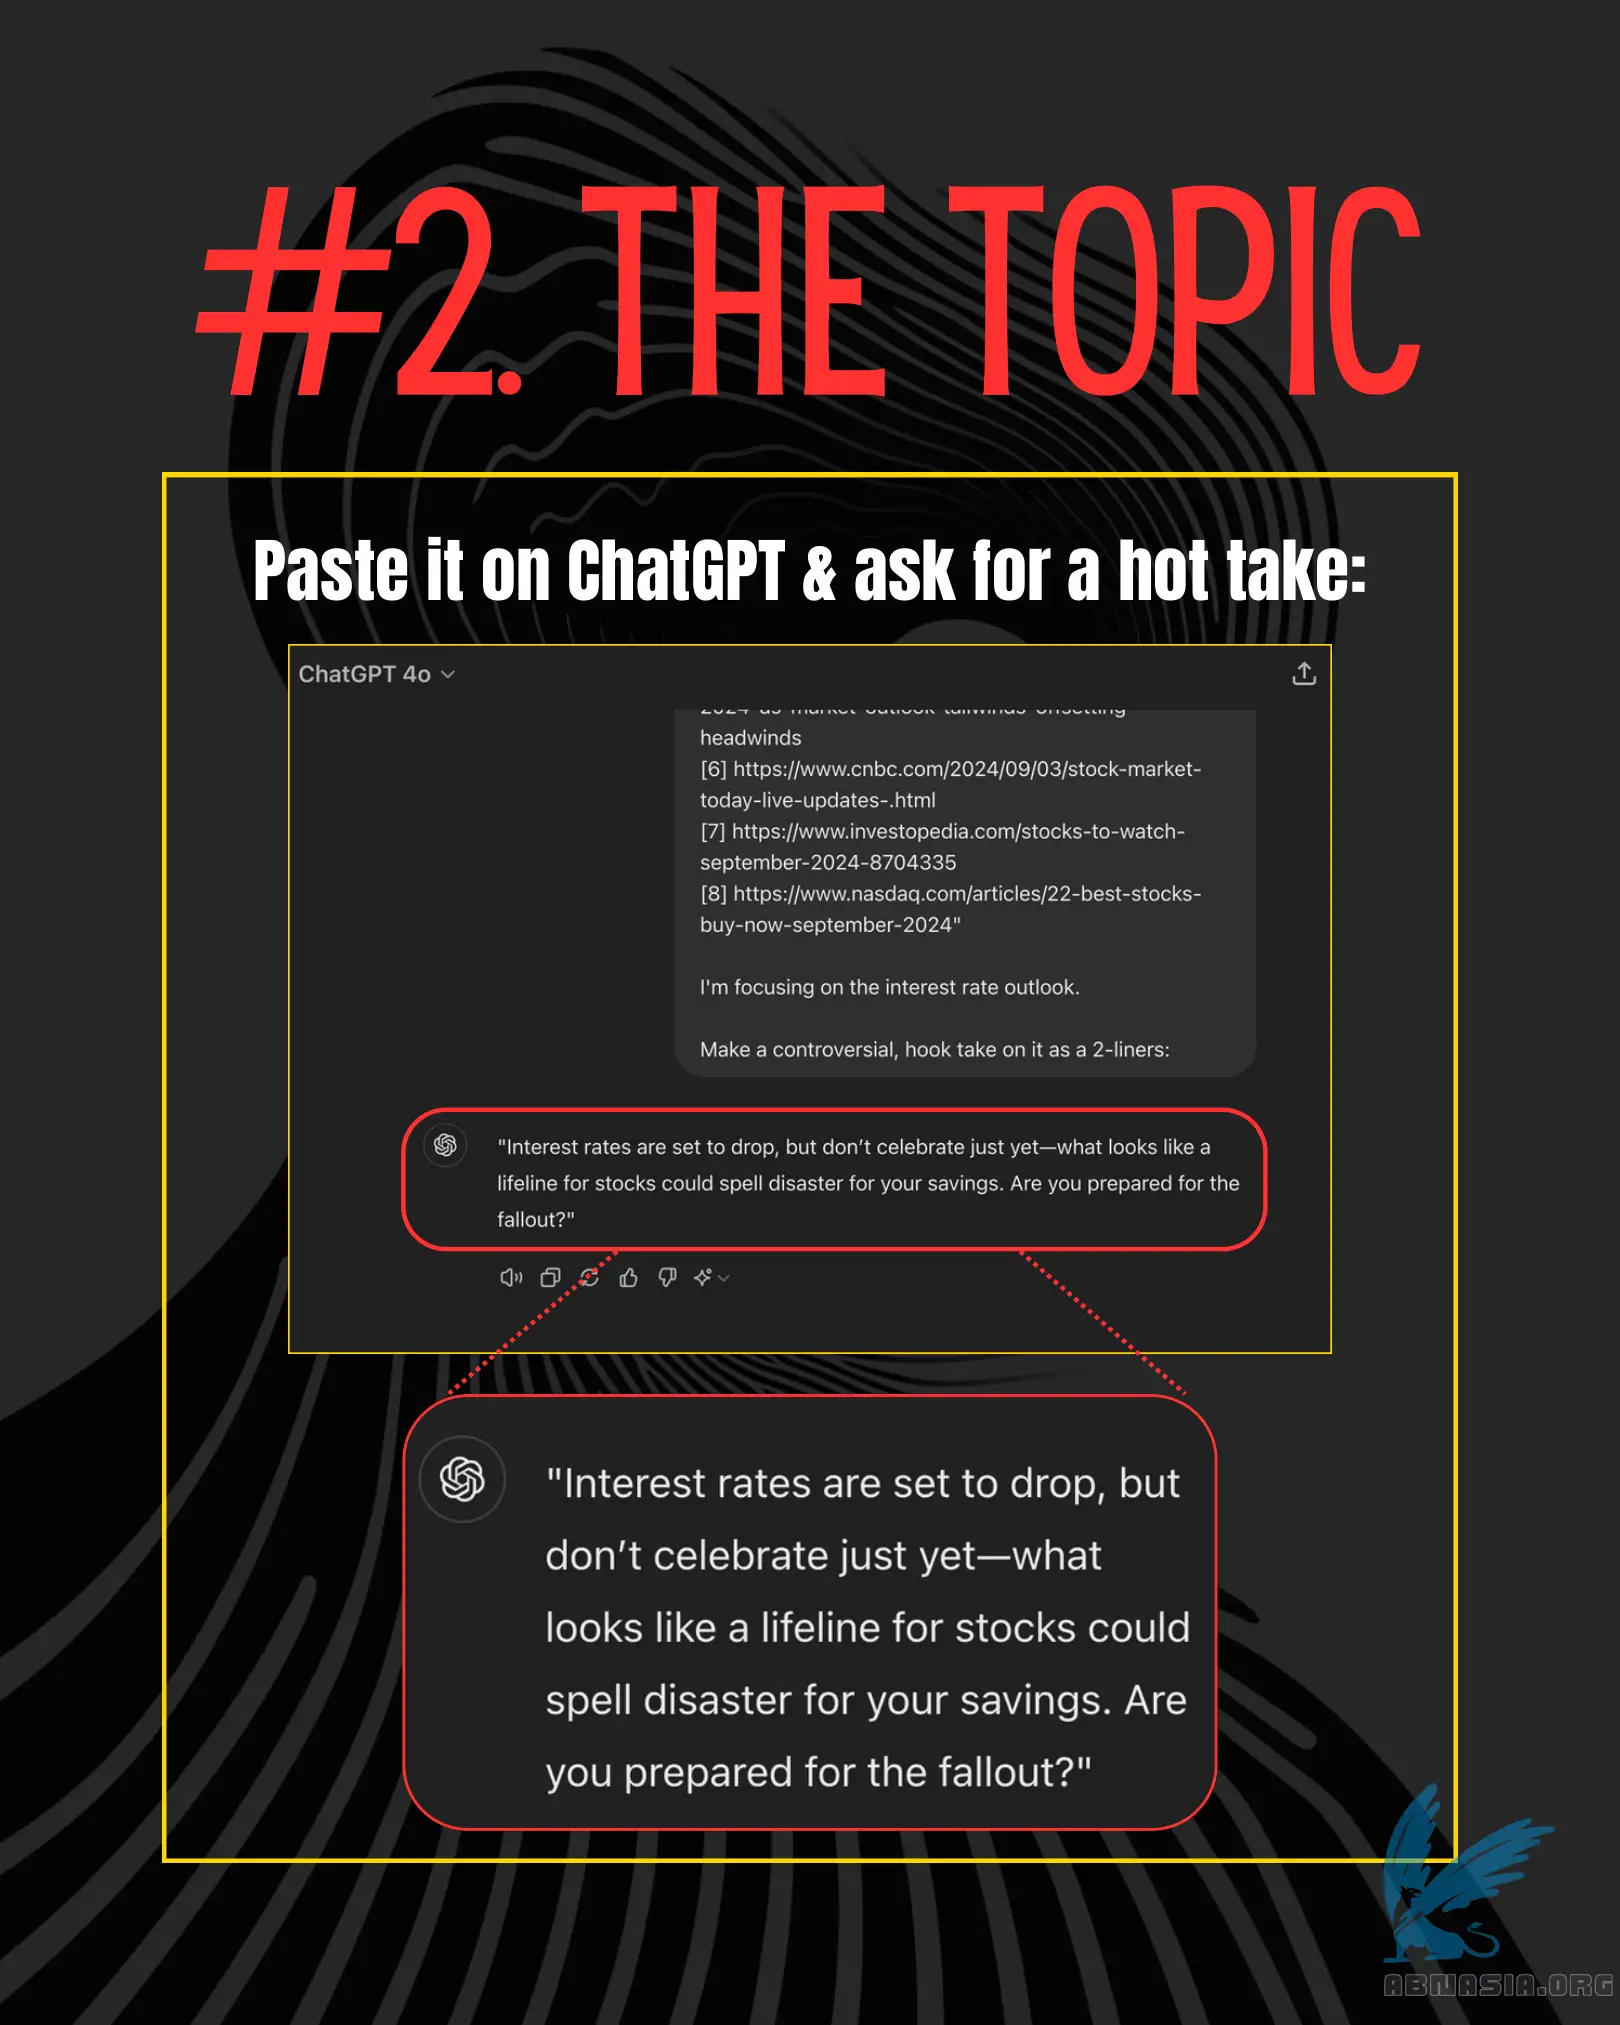 #2. THE TOPIC
Paste it on ChatGPT & ask for a hot take:
ChatGPT 4o
2024-as-market-outlook-tailwinds-offsetting-
headwinds
[6] https://www.cnbc.com/2024/09/03/stock-market-
today-live-updates-.html
[7] https://www.investopedia.com/stocks-to-watch-
september-2024-8704335
[8] https://www.nasdaq.com/articles/22-best-stocks-
buy-now-september-2024"
I'm focusing on the interest rate outlook.
Make a controversial, hook take on it as a 2-liners:
"Interest rates are set to drop, but don’t celebrate just yet—what looks like a
lifeline for stocks could spell disaster for your savings. Are you prepared for the
fallout?"
"Interest rates are set to drop, but
don’t celebrate just yet—what
looks like a lifeline for stocks could
spell disaster for your savings. Are
you prepared for the fallout?"
ABNASIA.ORG